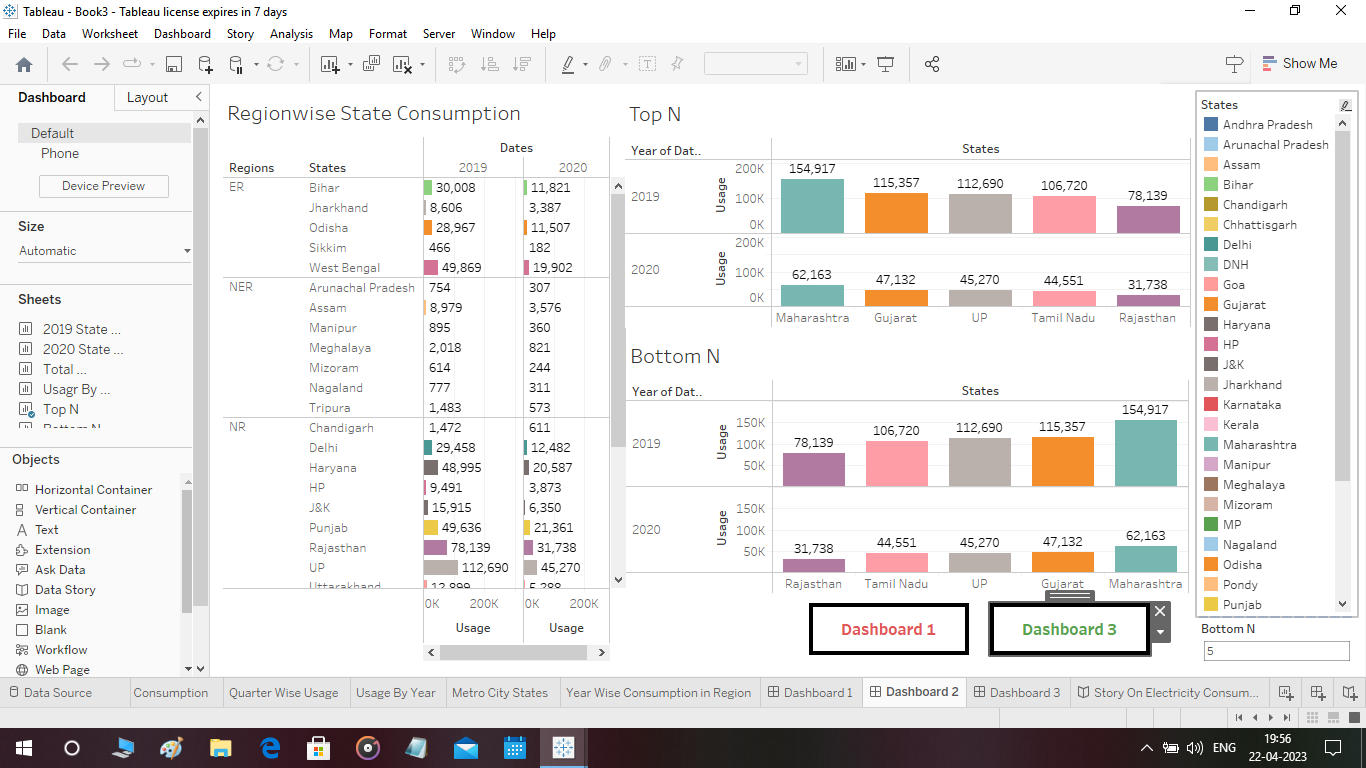 Tableau - Book3 - Tableau license expires in 7 days
File Data Worksheet Dashboard Story Analysis Map Format Server Window Help
Show Me
Dashboard Layout
Default
Phone
Device Preview
Size
Automatic
Sheets
2019 State ...
2020 State ...
Total ...
Usagr By ...
Top N
Bottom N
Objects
Horizontal Container
Vertical Container
Text
Extension
Ask Data
Data Story
Image
Blank
Workflow
Web Page
Regionwise State Consumption
Dates
Regions States 2019 2020
ER Bihar 30,008 11,821
Jharkhand 8,606 3,387
Odisha 28,967 11,507
Sikkim 466 182
West Bengal 49,869 19,902
NER Arunachal Pradesh 754 307
Assam 8,979 3,576
Manipur 895 360
Meghalaya 2,018 821
Mizoram 614 244
Nagaland 777 311
Tripura 1,483 573
NR Chandigarh 1,472 611
Delhi 29,458 12,482
Haryana 48,995 20,587
HP 9,491 3,873
J&K 15,915 6,350
Punjab 49,636 21,361
Rajasthan 78,139 31,738
UP 112,690 45,270
Uttarakhand 12,899 5,288
0K 200K 0K 200K
Usage Usage
Top N
Year of Dat.. States
2019
Usage
200K
100K
0K
154,917 115,357 112,690 106,720 78,139
2020
Usage
200K
100K
0K
62,163 47,132 45,270 44,551 31,738
Maharashtra Gujarat UP Tamil Nadu Rajasthan
Bottom N
Year of Dat.. States
2019
Usage
150K
100K
50K
78,139 106,720 112,690 115,357 154,917
2020
Usage
150K
100K
50K
31,738 44,551 45,270 47,132 62,163
Rajasthan Tamil Nadu UP Gujarat Maharashtra
Dashboard 1 Dashboard 3
States
Andhra Pradesh
Arunachal Pradesh
Assam
Bihar
Chandigarh
Chhattisgarh
Delhi
DNH
Goa
Gujarat
Haryana
HP
J&K
Jharkhand
Karnataka
Kerala
Maharashtra
Manipur
Meghalaya
Mizoram
MP
Nagaland
Odisha
Pondy
Punjab
Bottom N
5
Data Source Consumption Quarter Wise Usage Usage By Year Metro City States Year Wise Consumption in Region Dashboard 1 Dashboard 2 Dashboard 3 Story On Electricity Consum...
ENG
19:56
22-04-2023